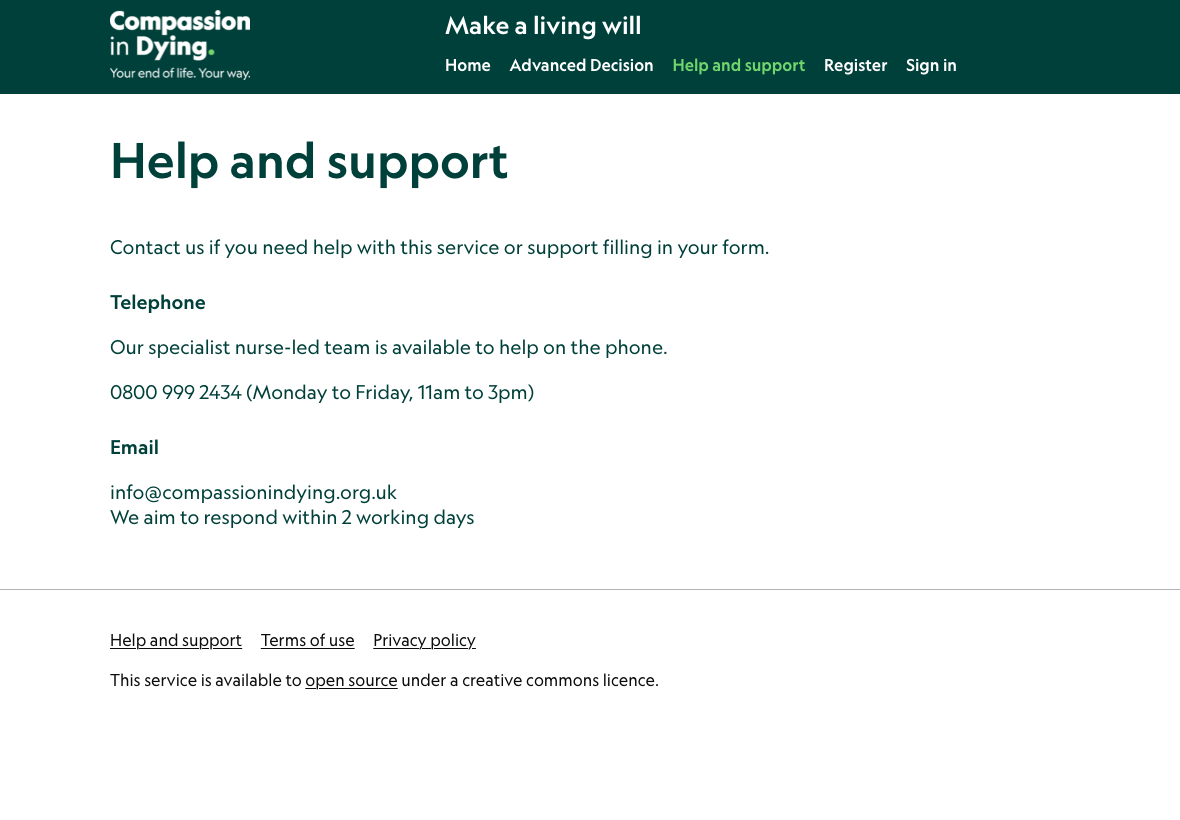 Compassion
in Dying.
Your end of life. Your way.
Make a living will
Home Advanced Decision Help and support Register Sign in
Help and support
Contact us if you need help with this service or support filling in your form.
Telephone
Our specialist nurse-led team is available to help on the phone.
0800 999 2434 (Monday to Friday, 11am to 3pm)
Email
info@compassionindying.org.uk
We aim to respond within 2 working days
Help and support Terms of use Privacy policy
This service is available to open source under a creative commons licence.